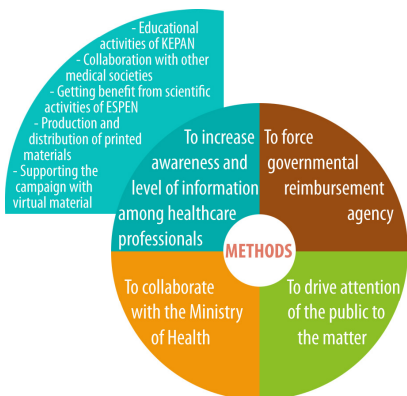 - Educational
activities of KEPAN
- Collaboration with other
medical societies
- Getting benefit from scientific
activities of ESPEN
- Production and
distribution of printed
materials
- Supporting the
campaign with
virtual material
To increase
awareness and
level of information
among healthcare
professionals
To force
governmental
reimbursement
agency
METHODS
To collaborate
with the Ministry
of Health
To drive attention
of the public to
the matter